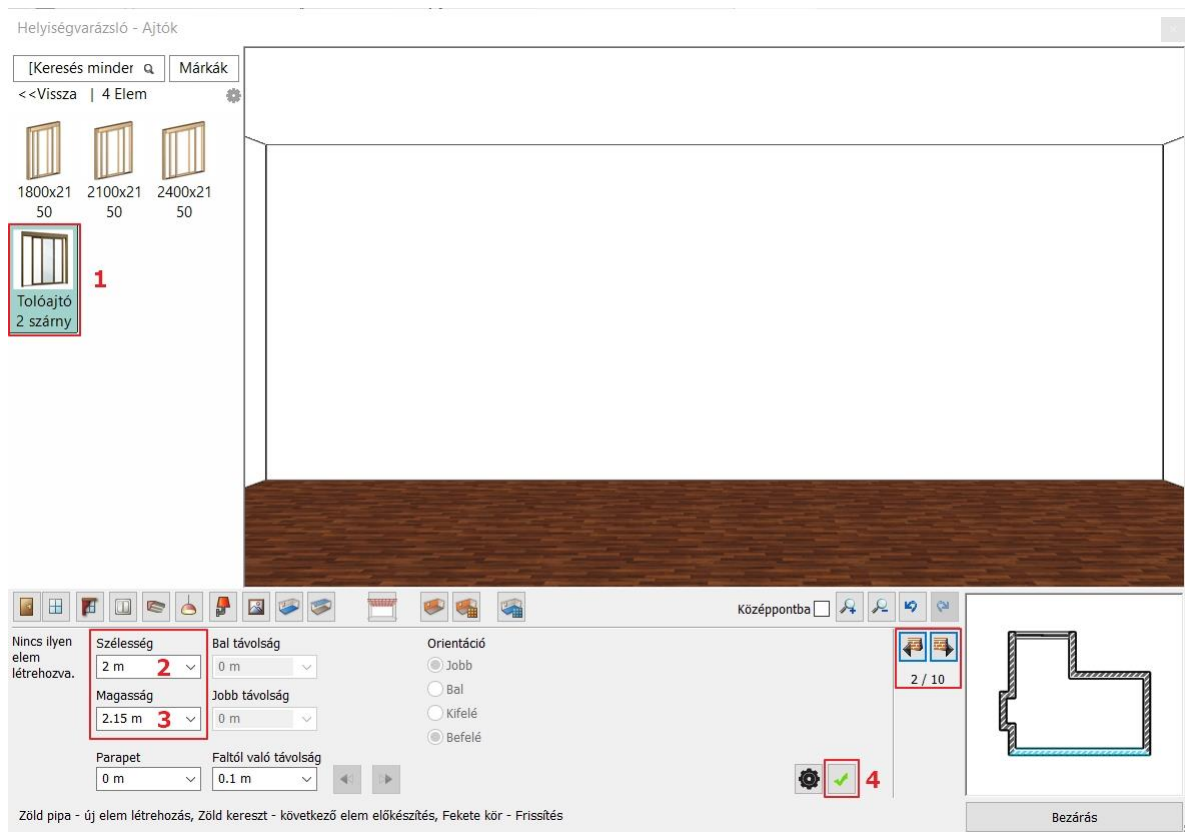 Helyiségvarázsló - Ajtók
[Keresés minder
Márkák
<<Vissza | 4 Elem
1800x21
50
2100x21
50
2400x21
50
Tolóajtó
2 szárny
1
Középpontba
Nincs ilyen
elem
létrehozva.
Szélesség
2 m
2
Magasság
2.15 m
3
Parapet
0 m
Bal távolság
0 m
Jobb távolság
0 m
Faltól való távolság
0.1 m
Orientáció
Jobb
Bal
Kifelé
Befelé
2 / 10
4
Zöld pipa - új elem létrehozás, Zöld kereszt - következő elem előkészítés, Fekete kör - Frissítés
Bezárás